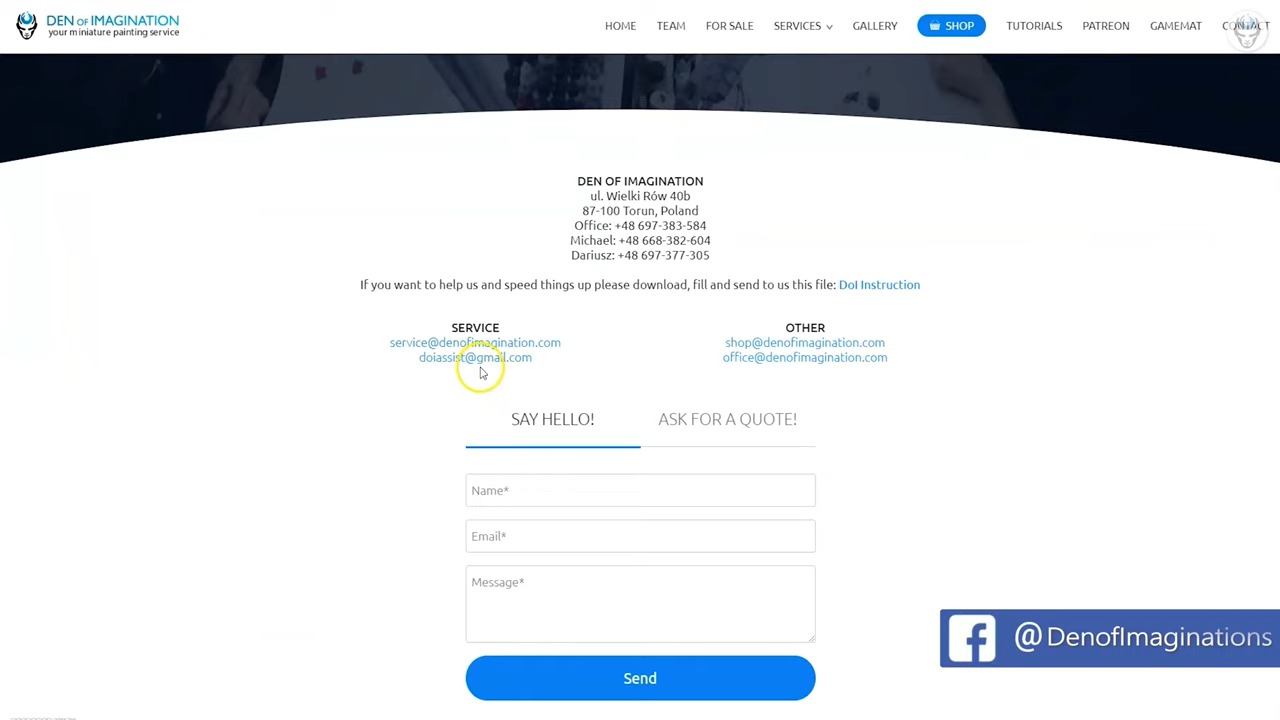 DEN OF IMAGINATION
your miniature painting service
HOME
TEAM
FOR SALE
SERVICES
GALLERY
SHOP
TUTORIALS
PATREON
GAMEMAT
CONTACT
DEN OF IMAGINATION
ul. Wielki Rów 40b
87-100 Torun, Poland
Office: +48 697-383-584
Michael: +48 668-382-604
Dariusz: +48 697-377-305
If you want to help us and speed things up please download, fill and send to us this file: DoI Instruction
SERVICE
service@denofimagination.com
doiassist@gmail.com
OTHER
shop@denofimagination.com
office@denofimagination.com
SAY HELLO!
ASK FOR A QUOTE!
Name*
Email*
Message*
Send
@DenofImaginations